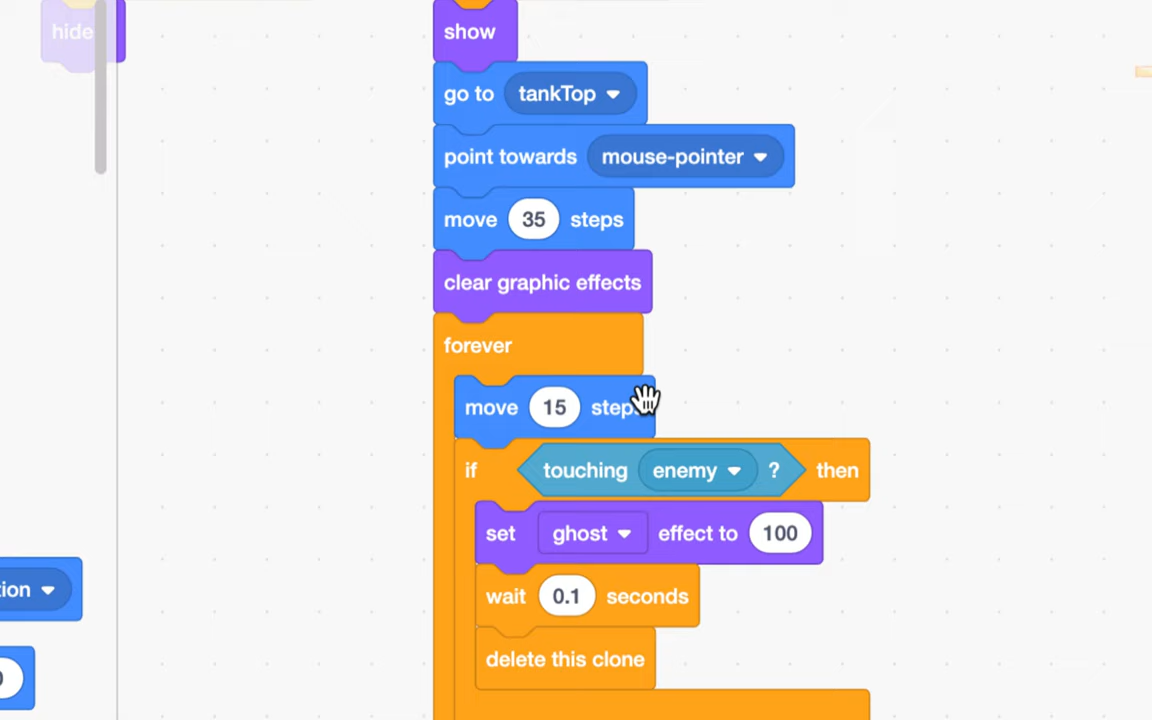 hide
show
go to tankTop
point towards mouse-pointer
move 35 steps
clear graphic effects
forever
move 15
if touching enemy ? then
set ghost effect to 100
wait 0.1 seconds
delete this clone